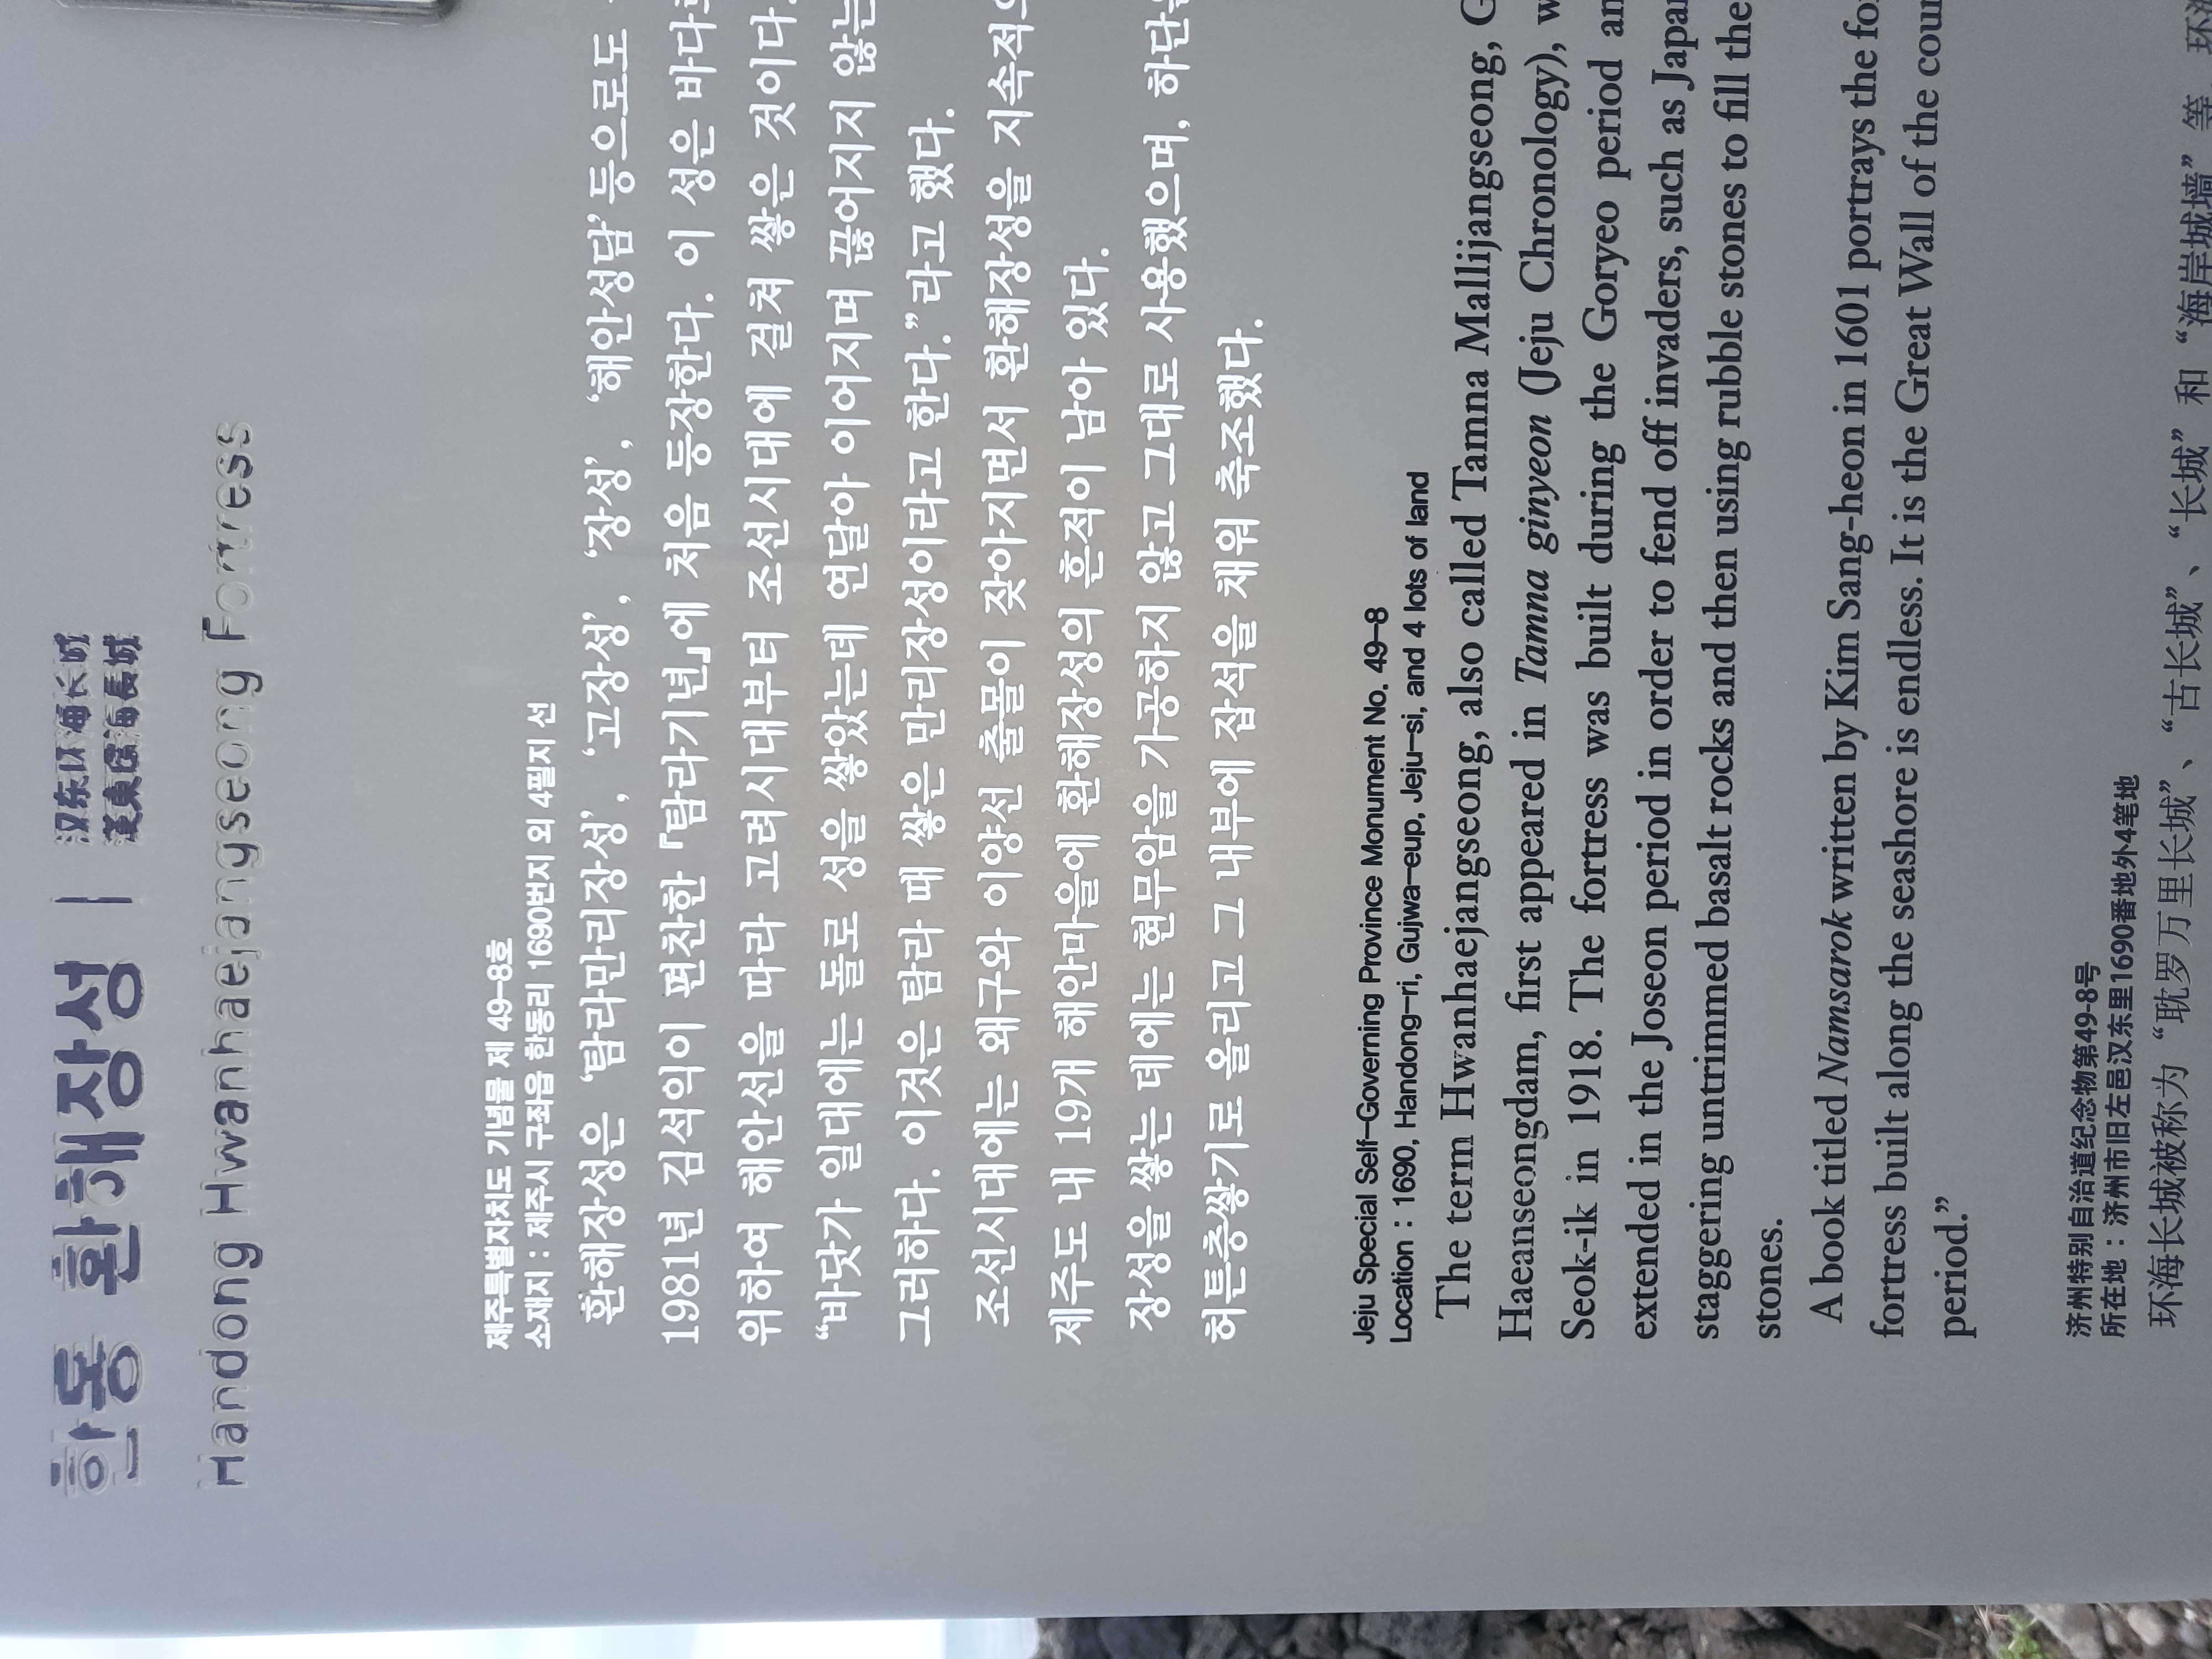 한동 환해장성 | 汉东环海长城
漢東環海長城
Handong Hwanhaejangseong Fortress
제주특별자치도 기념물 제 49-8호
소재지 : 제주시 구좌읍 한동리 1690번지 외 4필지 선
환해장성은 ‘탐라만리장성’, ‘고장성’, ‘장성’, ‘해안성담’ 등으로도
1981년 김석익이 편찬한 「탐라기년」에 처음 등장한다. 이 성은
위하여 해안선을 따라 고려시대부터 조선시대에 걸쳐 쌓은 것이다.
“바닷가 일대에는 돌로 성을 쌓았는데 연달아 이어지며 끊어지지 않는
그러하다. 이것은 탐라 때 쌓은 만리장성이라고 한다.”라고 했다.
조선시대에는 왜구와 이양선 출몰이 잦아지면서 환해장성을
제주도 내 19개 해안마을에 환해장성의 흔적이 남아 있다.
장성을 쌓는 데에는 현무암을 가공하지 않고 그대로 사용했으며,
허튼층쌓기로 올리고 그 내부에 잡석을 채워 축조했다.
Jeju Special Self-Governing Province Monument No. 49-8
Location : 1690, Handong-ri, Gujwa-eup, Jeju-si, and 4 lots of land
The term Hwanhaejangseong, also called Tamna Mallijangseong,
Haeanseongdam, first appeared in Tamna ginyeon (Jeju Chronology),
Seok-ik in 1918. The fortress was built during the Goryeo period
extended in the Joseon period in order to fend off invaders, such as
staggering untrimmed basalt rocks and then using rubble stones to fill the
stones.
A book titled Namsarok written by Kim Sang-heon in 1601 portrays the
fortress built along the seashore is endless. It is the Great Wall of the
period.”
济州特别自治道纪念物第49-8号
所在地 : 济州市旧左邑汉东里1690番地外4笔地
环海长城被称为 “耽罗万里长城”、“古长城”、“长城” 和 “海岸城墙” 等,